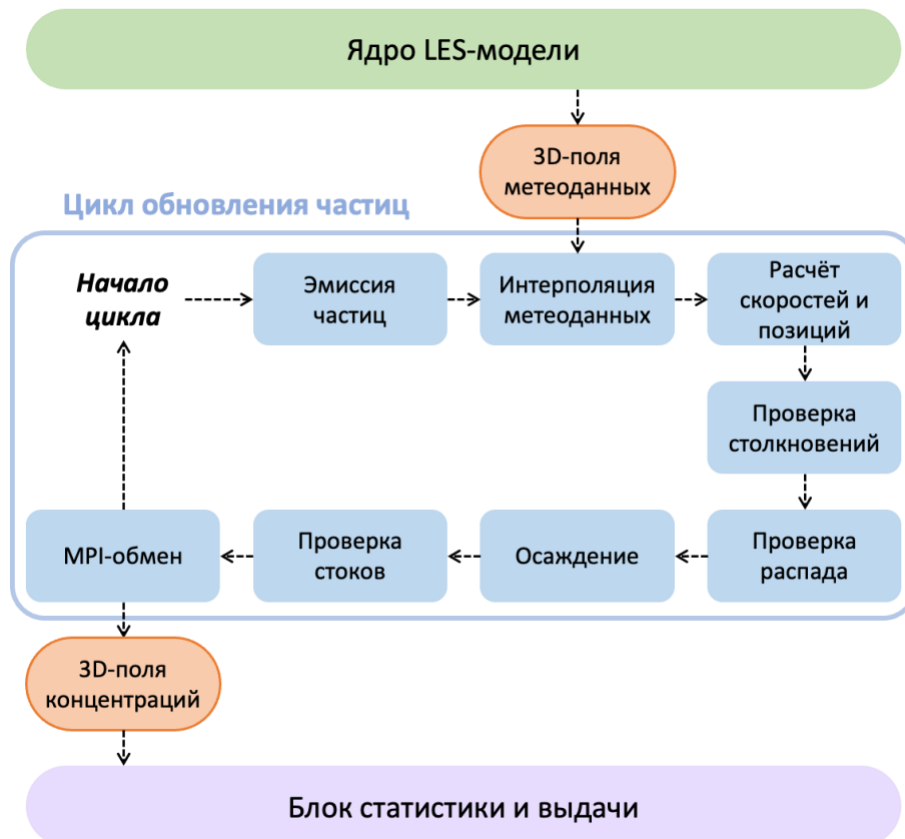 Ядро LES-модели
3D-поля
метеоданных
Цикл обновления частиц
Начало
цикла
Эмиссия
частиц
Интерполяция
метеоданных
Расчёт
скоростей и
позиций
Проверка
столкновений
MPI-обмен
Проверка
стоков
Осаждение
Проверка
распада
3D-поля
концентраций
Блок статистики и выдачи